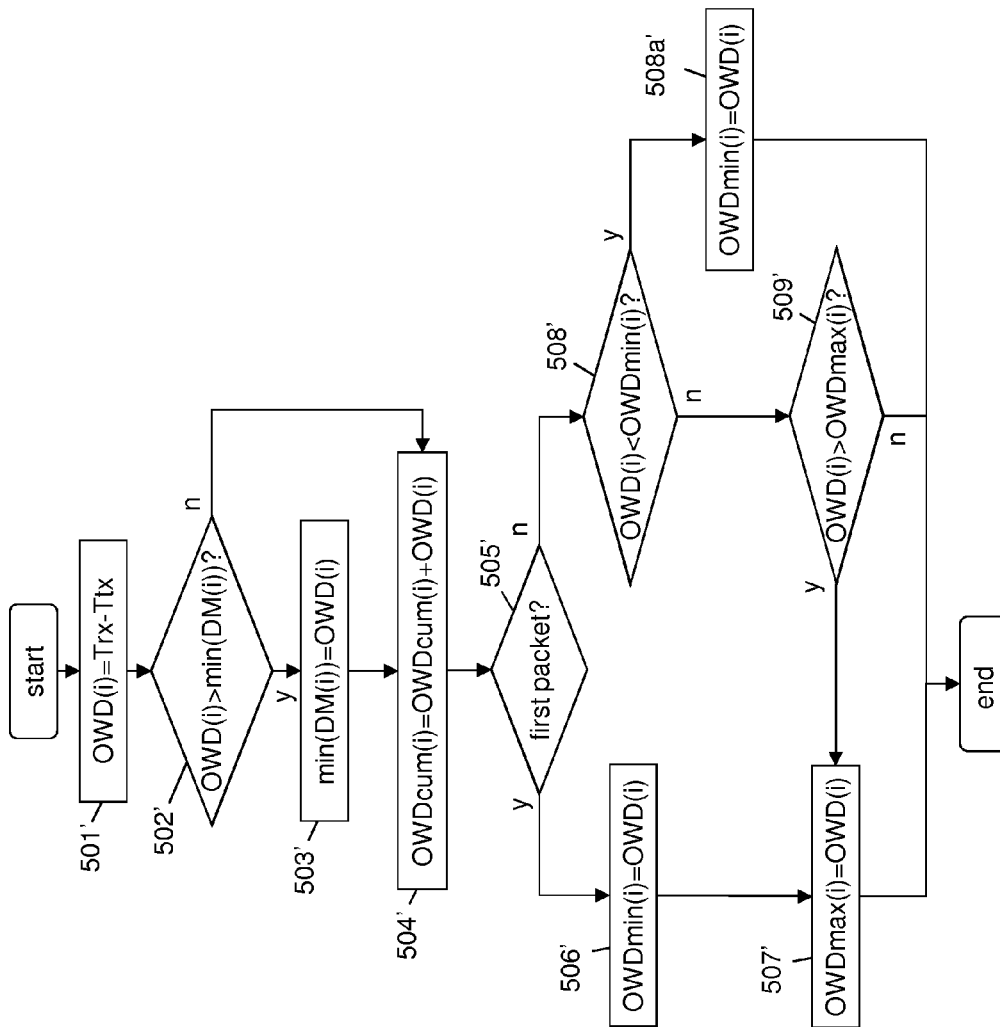 start
OWD(i)=Trx-Ttx
501’
OWD(i)>min(DM(i))?
502’
n
y
min(DM(i))=OWD(i)
503’
OWDcum(i)=OWDcum(i)+OWD(i)
504’
first packet?
505’
y
n
OWDmin(i)=OWD(i)
506’
OWD(i)<OWDmin(i)?
508’
y
n
OWDmin(i)=OWD(i)
508a’
OWDmax(i)=OWD(i)
507’
OWD(i)>OWDmax(i)?
509’
y
n
end